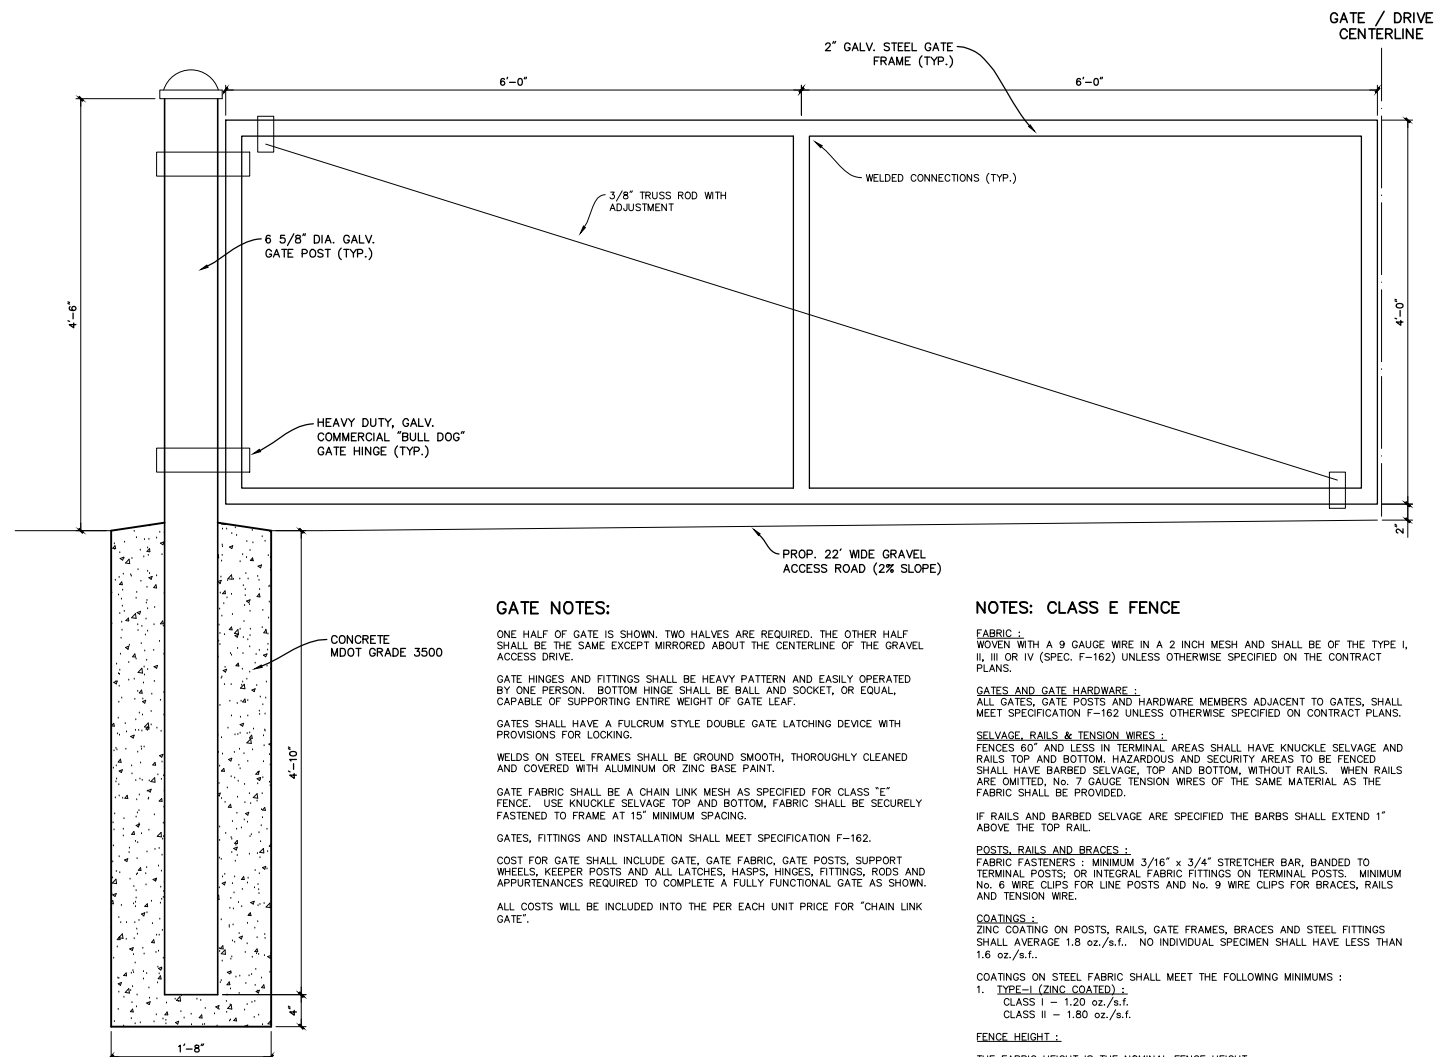 GATE / DRIVE
CENTERLINE
2" GALV. STEEL GATE
FRAME (TYP.)
6'-0"
6'-0"
WELDED CONNECTIONS (TYP.)
3/8" TRUSS ROD WITH
ADJUSTMENT
6 5/8" DIA. GALV.
GATE POST (TYP.)
4'-6"
4'-0"
HEAVY DUTY, GALV.
COMMERCIAL "BULL DOG"
GATE HINGE (TYP.)
2"
PROP. 22' WIDE GRAVEL
ACCESS ROAD (2% SLOPE)
CONCRETE
MDOT GRADE 3500
4'-10"
4"
1'-8"
GATE NOTES:
ONE HALF OF GATE IS SHOWN. TWO HALVES ARE REQUIRED. THE OTHER HALF
SHALL BE THE SAME EXCEPT MIRRORED ABOUT THE CENTERLINE OF THE GRAVEL
ACCESS DRIVE.
GATE HINGES AND FITTINGS SHALL BE HEAVY PATTERN AND EASILY OPERATED
BY ONE PERSON. BOTTOM HINGE SHALL BE BALL AND SOCKET, OR EQUAL,
CAPABLE OF SUPPORTING ENTIRE WEIGHT OF GATE LEAF.
GATES SHALL HAVE A FULCRUM STYLE DOUBLE GATE LATCHING DEVICE WITH
PROVISIONS FOR LOCKING.
WELDS ON STEEL FRAMES SHALL BE GROUND SMOOTH, THOROUGHLY CLEANED
AND COVERED WITH ALUMINUM OR ZINC BASE PAINT.
GATE FABRIC SHALL BE A CHAIN LINK MESH AS SPECIFIED FOR CLASS "E"
FENCE. USE KNUCKLE SELVAGE TOP AND BOTTOM, FABRIC SHALL BE SECURELY
FASTENED TO FRAME AT 15" MINIMUM SPACING.
GATES, FITTINGS AND INSTALLATION SHALL MEET SPECIFICATION F-162.
COST FOR GATE SHALL INCLUDE GATE, GATE FABRIC, GATE POSTS, SUPPORT
WHEELS, KEEPER POSTS AND ALL LATCHES, HASPS, HINGES, FITTINGS, RODS AND
APPURTENANCES REQUIRED TO COMPLETE A FULLY FUNCTIONAL GATE AS SHOWN.
ALL COSTS WILL BE INCLUDED INTO THE PER EACH UNIT PRICE FOR "CHAIN LINK
GATE".
NOTES: CLASS E FENCE
FABRIC :
WOVEN WITH A 9 GAUGE WIRE IN A 2 INCH MESH AND SHALL BE OF THE TYPE I,
II, III OR IV (SPEC. F-162) UNLESS OTHERWISE SPECIFIED ON THE CONTRACT
PLANS.
GATES AND GATE HARDWARE :
ALL GATES, GATE POSTS AND HARDWARE MEMBERS ADJACENT TO GATES, SHALL
MEET SPECIFICATION F-162 UNLESS OTHERWISE SPECIFIED ON CONTRACT PLANS.
SELVAGE, RAILS & TENSION WIRES :
FENCES 60" AND LESS IN TERMINAL AREAS SHALL HAVE KNUCKLE SELVAGE AND
RAILS TOP AND BOTTOM. HAZARDOUS AND SECURITY AREAS TO BE FENCED
SHALL HAVE BARBED SELVAGE, TOP AND BOTTOM, WITHOUT RAILS. WHEN RAILS
ARE OMITTED, No. 7 GAUGE TENSION WIRES OF THE SAME MATERIAL AS THE
FABRIC SHALL BE PROVIDED.
IF RAILS AND BARBED SELVAGE ARE SPECIFIED THE BARBS SHALL EXTEND 1"
ABOVE THE TOP RAIL.
POSTS, RAILS AND BRACES :
FABRIC FASTENERS : MINIMUM 3/16" x 3/4" STRETCHER BAR, BANDED TO
TERMINAL POSTS; OR INTEGRAL FABRIC FITTINGS ON TERMINAL POSTS. MINIMUM
No. 6 WIRE CLIPS FOR LINE POSTS AND No. 9 WIRE CLIPS FOR BRACES, RAILS
AND TENSION WIRE.
COATINGS :
ZINC COATING ON POSTS, RAILS, GATE FRAMES, BRACES AND STEEL FITTINGS
SHALL AVERAGE 1.8 oz./s.f.. NO INDIVIDUAL SPECIMEN SHALL HAVE LESS THAN
1.6 oz./s.f..
COATINGS ON STEEL FABRIC SHALL MEET THE FOLLOWING MINIMUMS :
1. TYPE-I (ZINC COATED) :
CLASS I - 1.20 oz./s.f.
CLASS II - 1.80 oz./s.f.
FENCE HEIGHT :